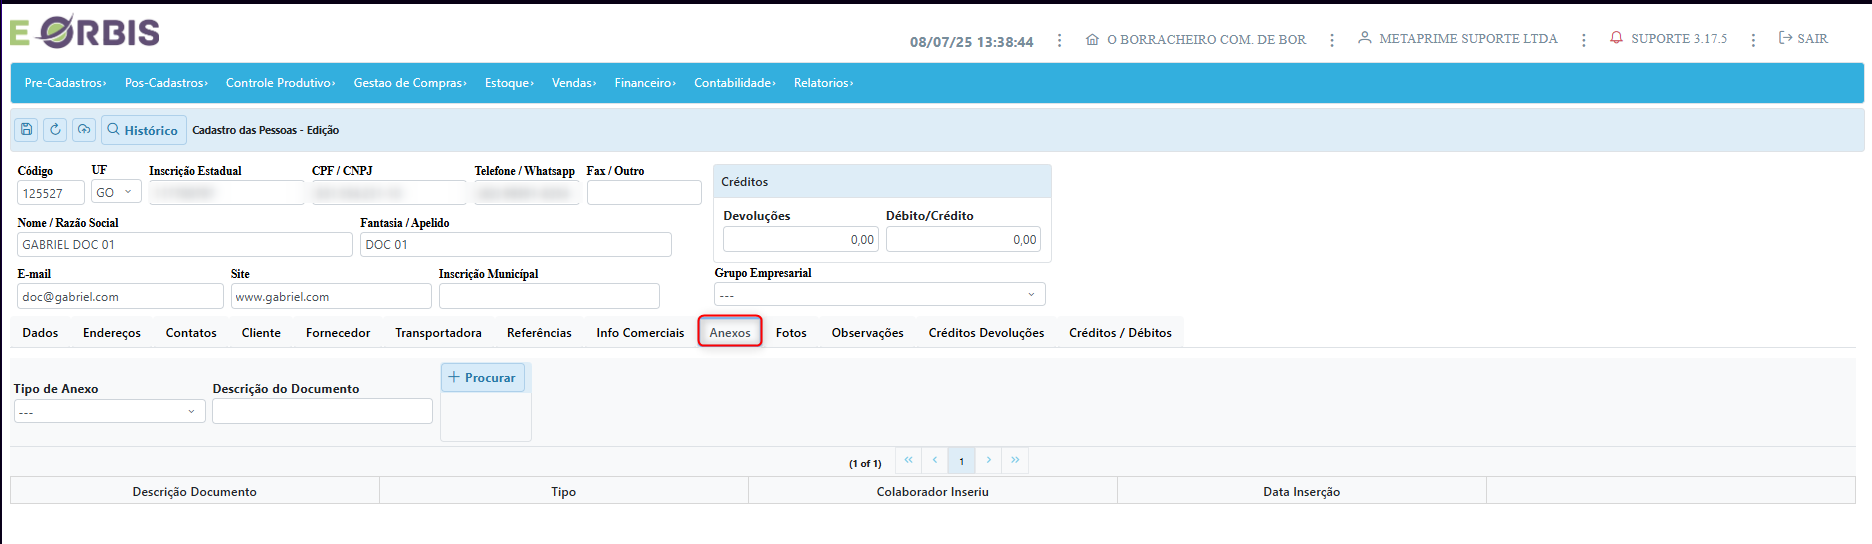 E ORBIS
08/07/25 13:38:44 O BORRACHEIRO COM. DE BOR METAPRIME SUPORTE LTDA SUPORTE 3.17.5 SAIR
Pre-Cadastros› Pos-Cadastros› Controle Produtivo› Gestao de Compras› Estoque› Vendas› Financeiro› Contabilidade› Relatorios›
Histórico Cadastro das Pessoas - Edição
Código UF Inscrição Estadual CPF / CNPJ Telefone / Whatsapp Fax / Outro
125527 GO
Créditos
Nome / Razão Social Fantasia / Apelido
GABRIEL DOC 01 DOC 01
Devoluções Débito/Crédito
0,00 0,00
E-mail Site Inscrição Municípal Grupo Empresarial
doc@gabriel.com www.gabriel.com ---
Dados Endereços Contatos Cliente Fornecedor Transportadora Referências Info Comerciais Anexos Fotos Observações Créditos Devoluções Créditos / Débitos
Tipo de Anexo Descrição do Documento + Procurar
---
(1 of 1) « ‹ 1 › »
Descrição Documento Tipo Colaborador Inseriu Data Inserção